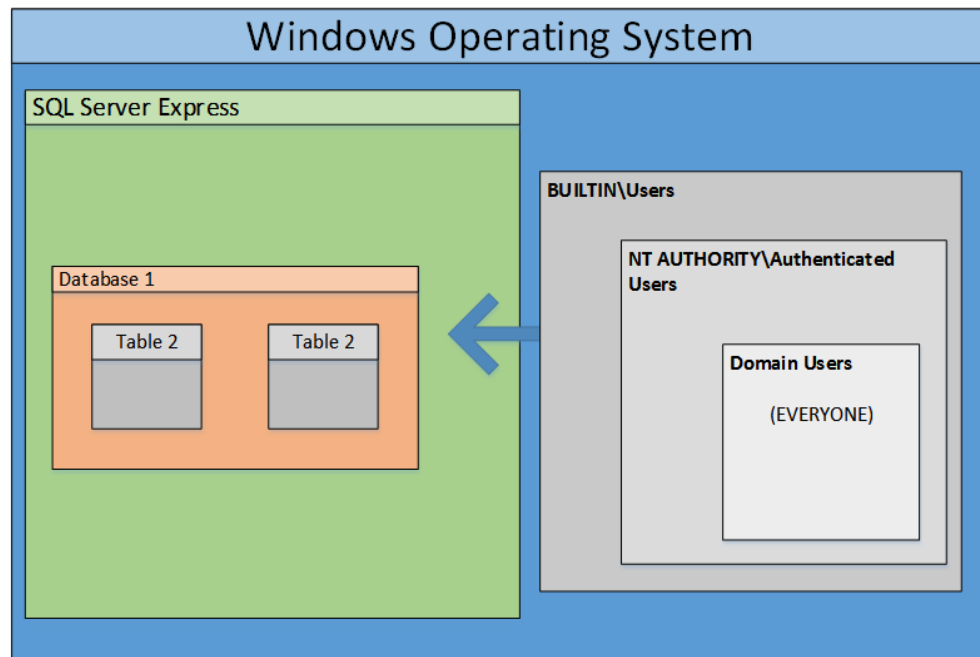 Windows Operating System
SQL Server Express
BUILTIN\Users
NT AUTHORITY\Authenticated
Users
Database 1
Table 2
Table 2
Domain Users
(EVERYONE)